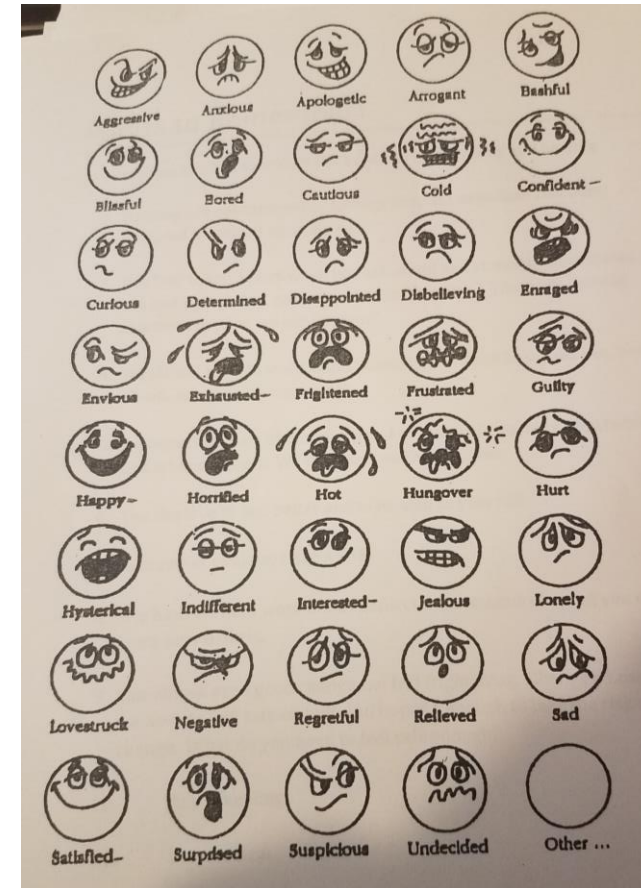 Aggressive Anxious Apologetic Arrogant Bashful
Blissful Bored Cautious Cold Confident –
Curious Determined Disappointed Disbelieving Enraged
Envious Exhausted– Frightened Frustrated Guilty
Happy– Horrified Hot Hungover Hurt
Hysterical Indifferent Interested– Jealous Lonely
Lovestruck Negative Regretful Relieved Sad
Satisfied– Surprised Suspicious Undecided Other ...